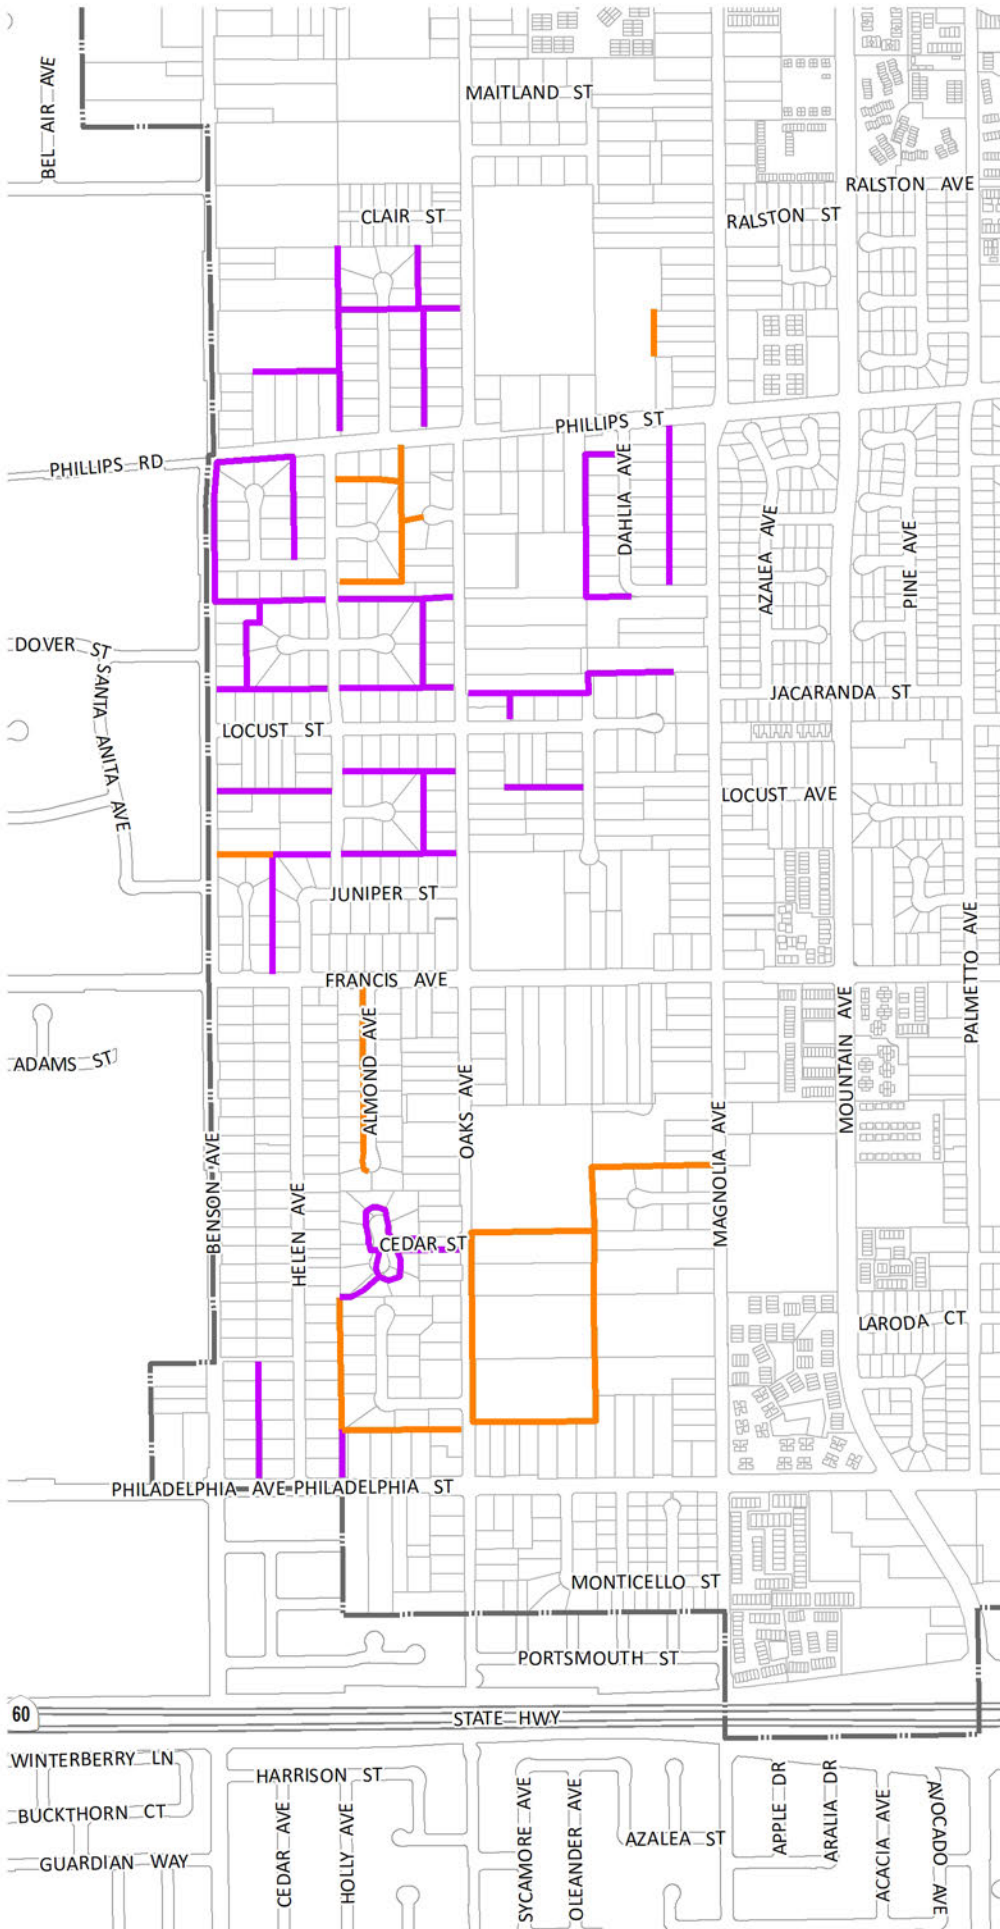 MAITLAND ST
BEL AIR AVE
RALSTON AVE
CLAIR ST
RALSTON ST
PHILLIPS ST
PHILLIPS RD
DAHLIA AVE
AZALEA AVE
PINE AVE
DOVER ST
SANTA ANITA AVE
JACARANDA ST
LOCUST ST
LOCUST AVE
JUNIPER ST
PALMETTO AVE
FRANCIS AVE
ADAMS ST
ALMOND AVE
MOUNTAIN AVE
OAKS AVE
MAGNOLIA AVE
BENSON AVE
HELEN AVE
CEDAR ST
LARODA CT
PHILADELPHIA AVE
PHILADELPHIA ST
MONTICELLO ST
PORTSMOUTH ST
60
STATE HWY
WINTERBERRY LN
HARRISON ST
BUCKTHORN CT
GUARDIAN WAY
CEDAR AVE
HOLLY AVE
SYCAMORE AVE
OLEANDER AVE
AZALEA ST
APPLE DR
ARALIA DR
ACACIA AVE
AVOCADO AVE